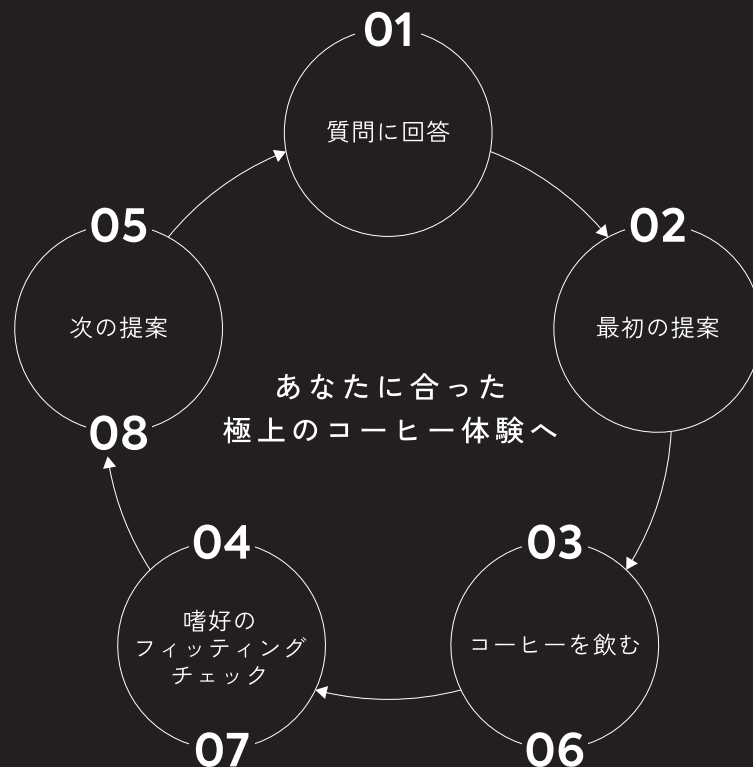 01
質問に回答
02
最初の提案
03
コーヒーを飲む
06
04
嗜好の
フィッティング
チェック
07
05
次の提案
08
あなたに合った
極上のコーヒー体験へ